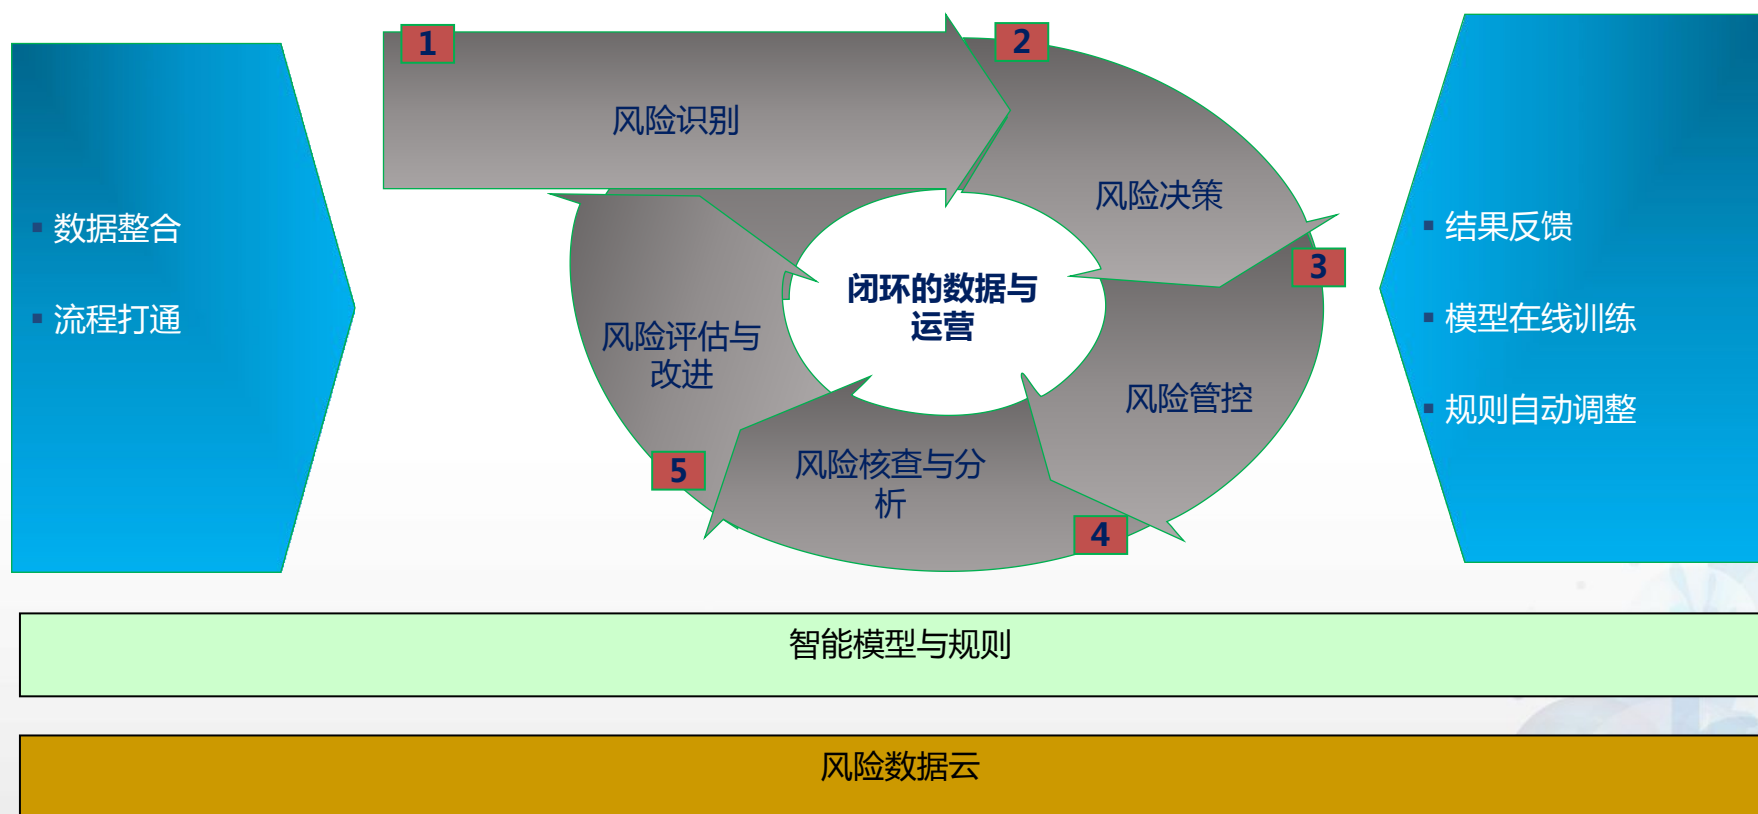 ▪ 数据整合
▪ 流程打通
1
风险识别
2
风险决策
3
风险管控
4
风险核查与分
析
5
风险评估与
改进
闭环的数据与
运营
▪ 结果反馈
▪ 模型在线训练
▪ 规则自动调整
智能模型与规则
风险数据云